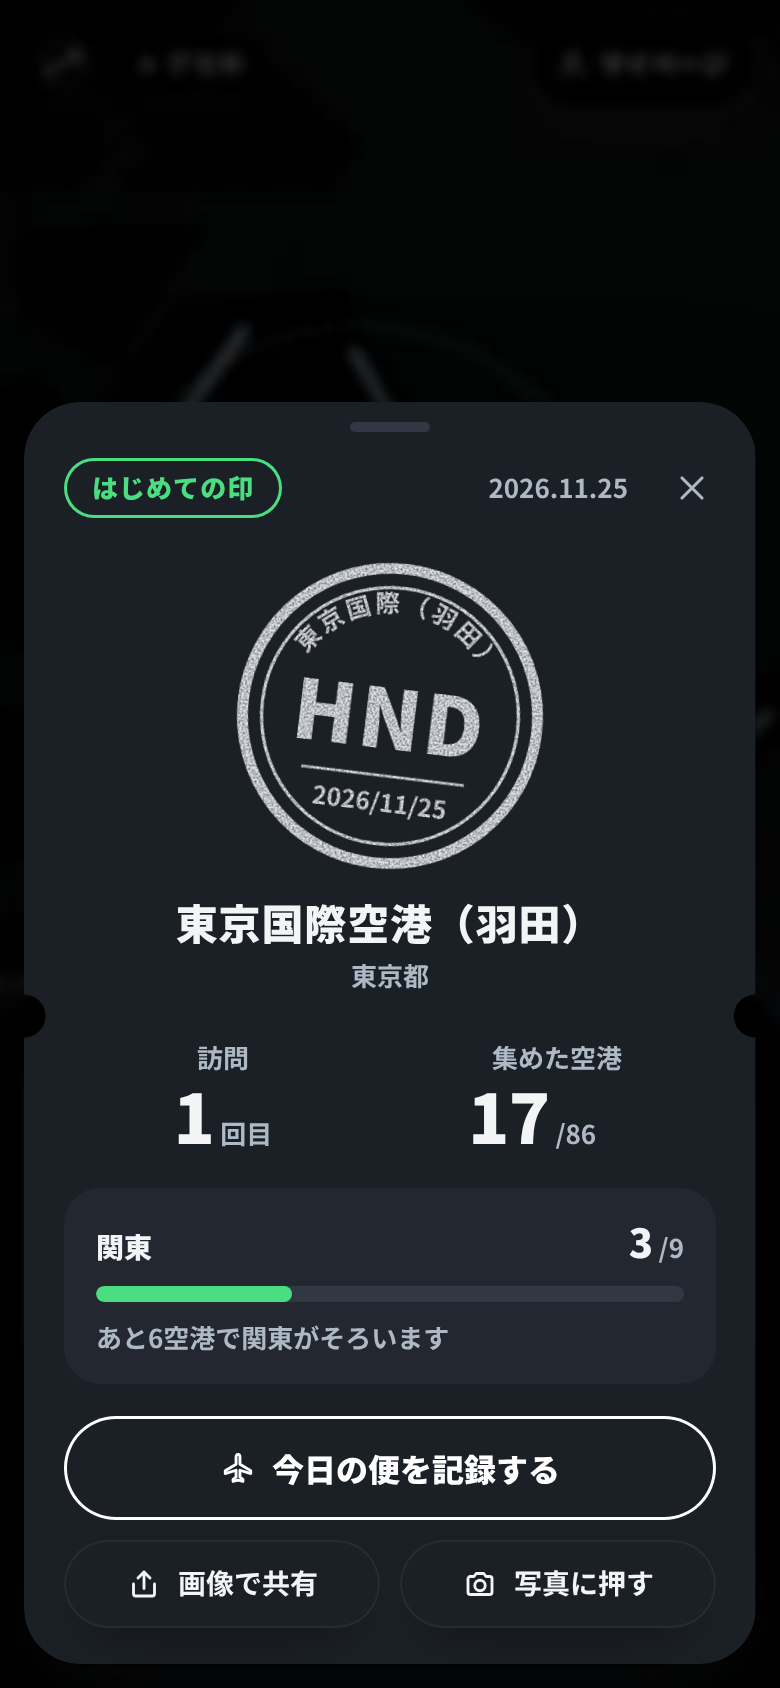 はじめての印
2026.11.25
東京国際（羽田）
HND
2026/11/25
東京国際空港（羽田）
東京都
訪問
集めた空港
1回目
17/86
関東
3/9
あと6空港で関東がそろいます
今日の便を記録する
画像で共有
写真に押す